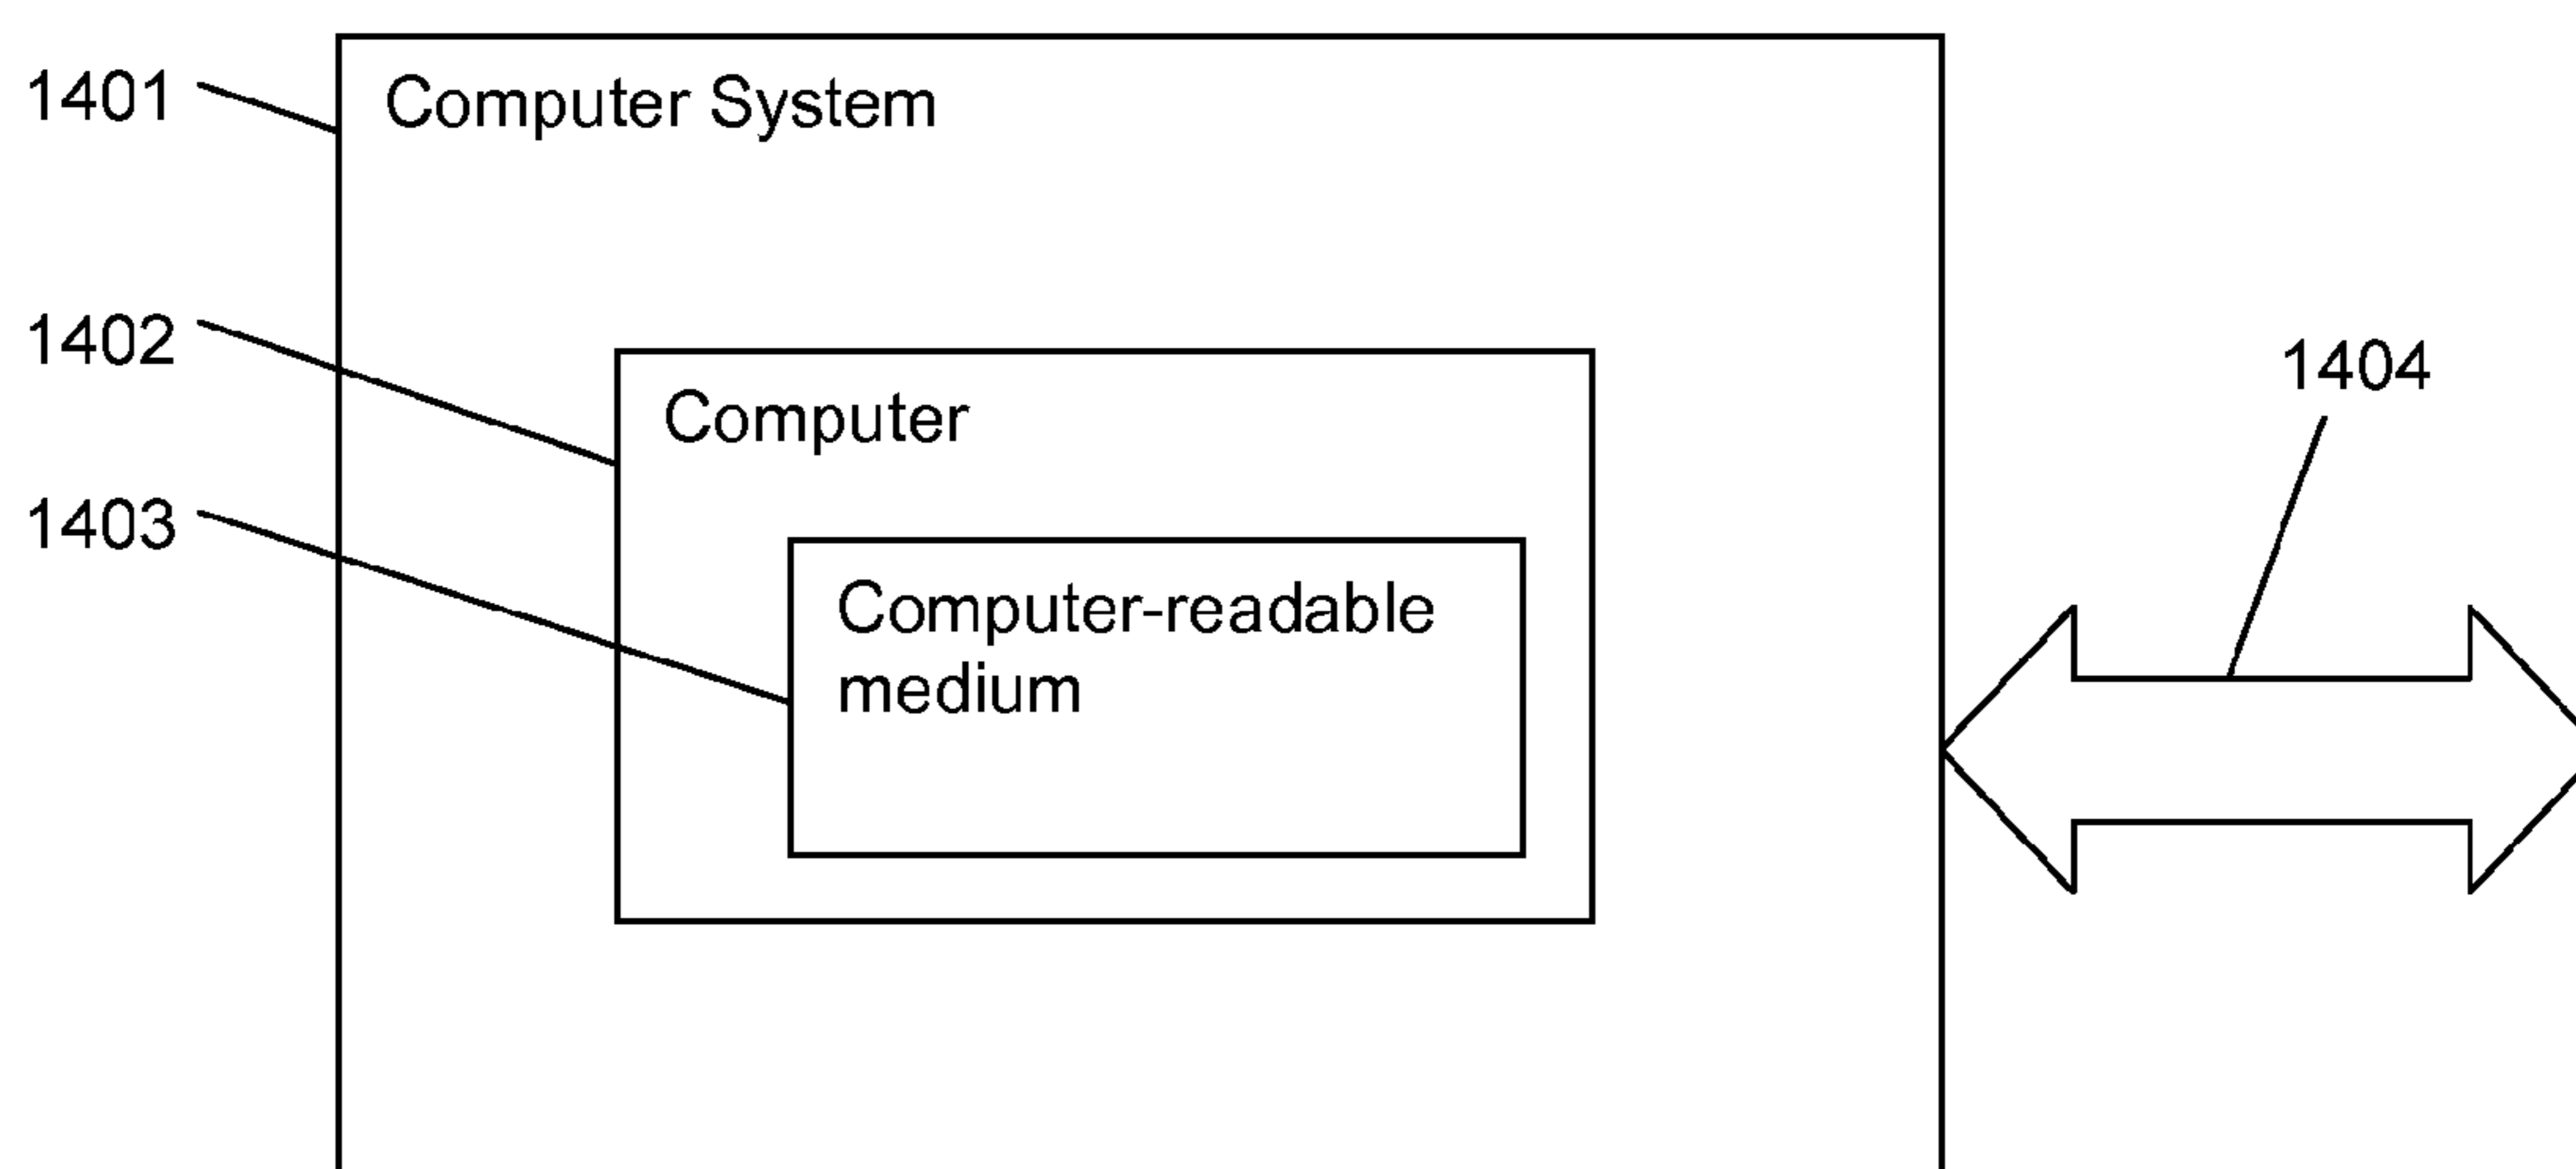 1401
Computer System
1402
1404
Computer
1403
Computer-readable
medium